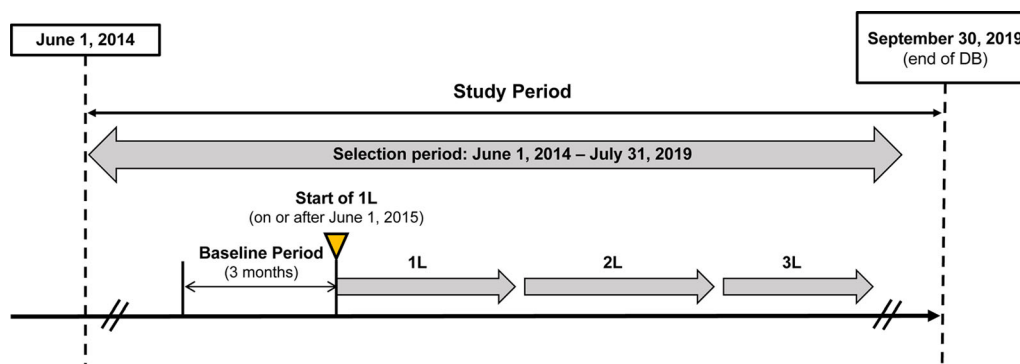 June 1, 2014
September 30, 2019
(end of DB)
Study Period
Selection period: June 1, 2014 – July 31, 2019
Start of 1L
(on or after June 1, 2015)
Baseline Period
(3 months)
1L
2L
3L